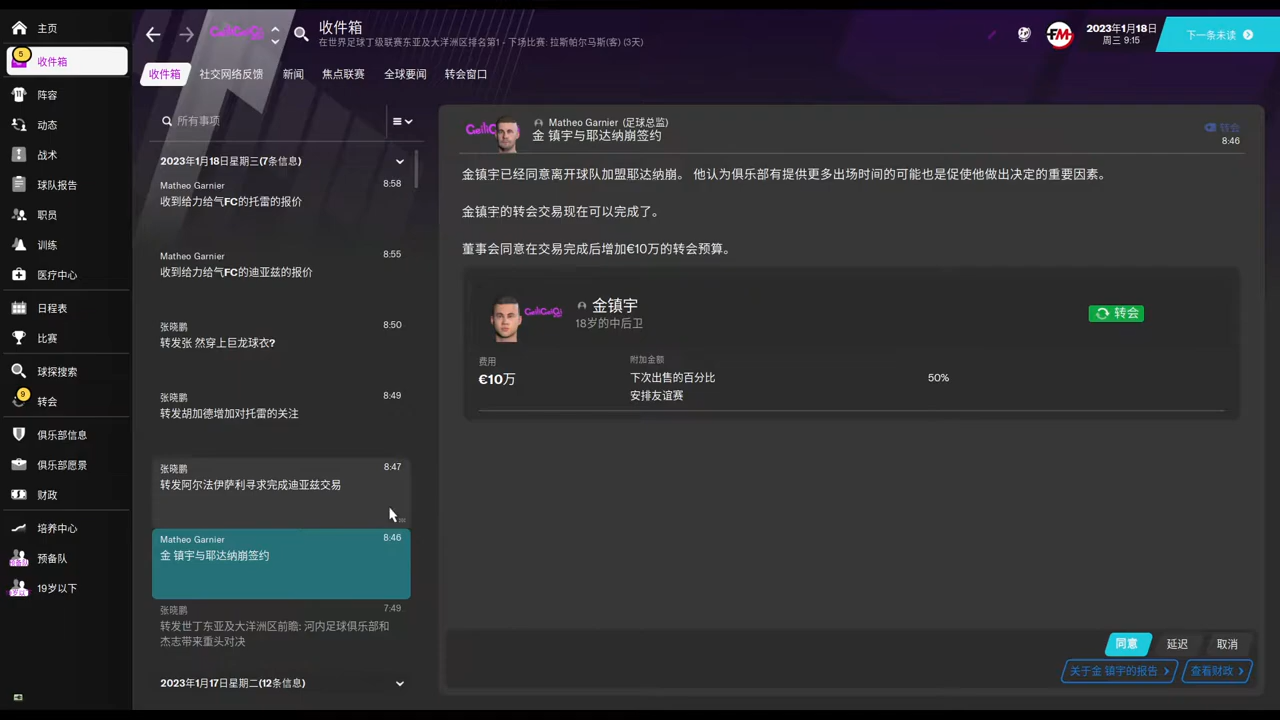 主页
5
收件箱
阵容
动态
战术
球队报告
职员
训练
医疗中心
日程表
比赛
球探搜索
9
转会
俱乐部信息
俱乐部愿景
财政
培养中心
预备队
19岁以下
GeiliGeiQi
收件箱
在世界足球丁级联赛东亚及大洋洲区排名第1 - 下场比赛: 拉斯帕尔马斯(客) (3天)
FM
2023年1月18日
周三 9:15
下一条未读
收件箱 社交网络反馈 新闻 焦点联赛 全球要闻 转会窗口
所有事项
2023年1月18日星期三(7条信息)
Matheo Garnier 8:58
收到给力给气FC的托雷的报价
Matheo Garnier 8:55
收到给力给气FC的迪亚兹的报价
张晓鹏 8:50
转发张 然穿上巨龙球衣?
张晓鹏 8:49
转发胡加德增加对托雷的关注
张晓鹏 8:47
转发阿尔法伊萨利寻求完成迪亚兹交易
Matheo Garnier 8:46
金 镇宇与耶达纳崩签约
张晓鹏 7:49
转发世丁东亚及大洋洲区前瞻: 河内足球俱乐部和
杰志带来重头对决
2023年1月17日星期二(12条信息)
Matheo Garnier (足球总监)
金 镇宇与耶达纳崩签约
转会
8:46
金镇宇已经同意离开球队加盟耶达纳崩。 他认为俱乐部有提供更多出场时间的可能也是促使他做出决定的重要因素。
金镇宇的转会交易现在可以完成了。
董事会同意在交易完成后增加€10万的转会预算。
GeiliGeiQi
金镇宇
18岁的中后卫
转会
费用
€10万
附加金额
下次出售的百分比 50%
安排友谊赛
同意 延迟 取消
关于金 镇宇的报告
查看财政